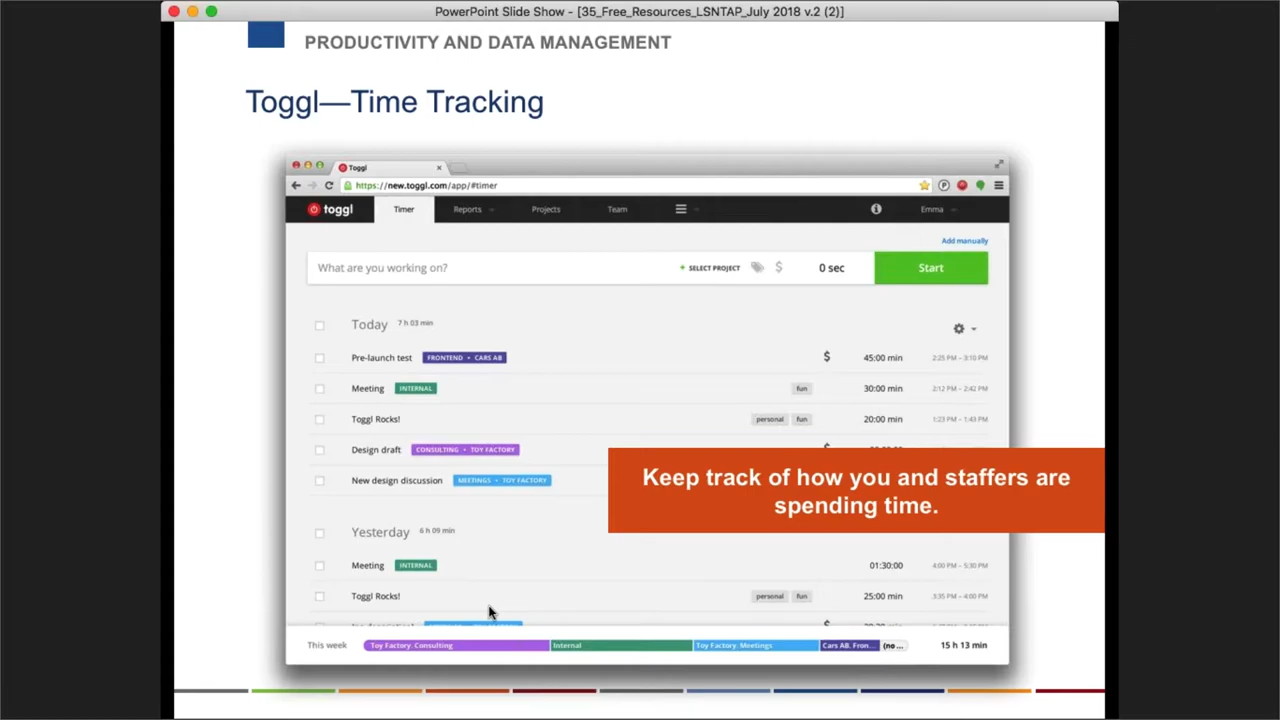 PowerPoint Slide Show - [35_Free_Resources_LSNTAP_July 2018 v.2 (2)]
PRODUCTIVITY AND DATA MANAGEMENT
Toggl—Time Tracking
Toggl
https://new.toggl.com/app/#timer
toggl Timer Reports Projects Team Emma
Add manually
What are you working on? + SELECT PROJECT $ 0 sec Start
Today 7 h 03 min
Pre-launch test FRONTEND • CARS AB $ 45:00 min 2:25 PM – 3:10 PM
Meeting INTERNAL fun 30:00 min 2:12 PM – 2:42 PM
Toggl Rocks! personal fun 20:00 min 1:23 PM – 1:43 PM
Design draft CONSULTING • TOY FACTORY
New design discussion MEETINGS • TOY FACTORY
Keep track of how you and staffers are
spending time.
Yesterday 6 h 09 min
Meeting INTERNAL 01:30:00 4:00 PM – 5:30 PM
Toggl Rocks! personal fun 25:00 min 3:35 PM – 4:00 PM
This week Toy Factory: Consulting Internal Toy Factory: Meetings Cars AB. Fron... (no ... 15 h 13 min